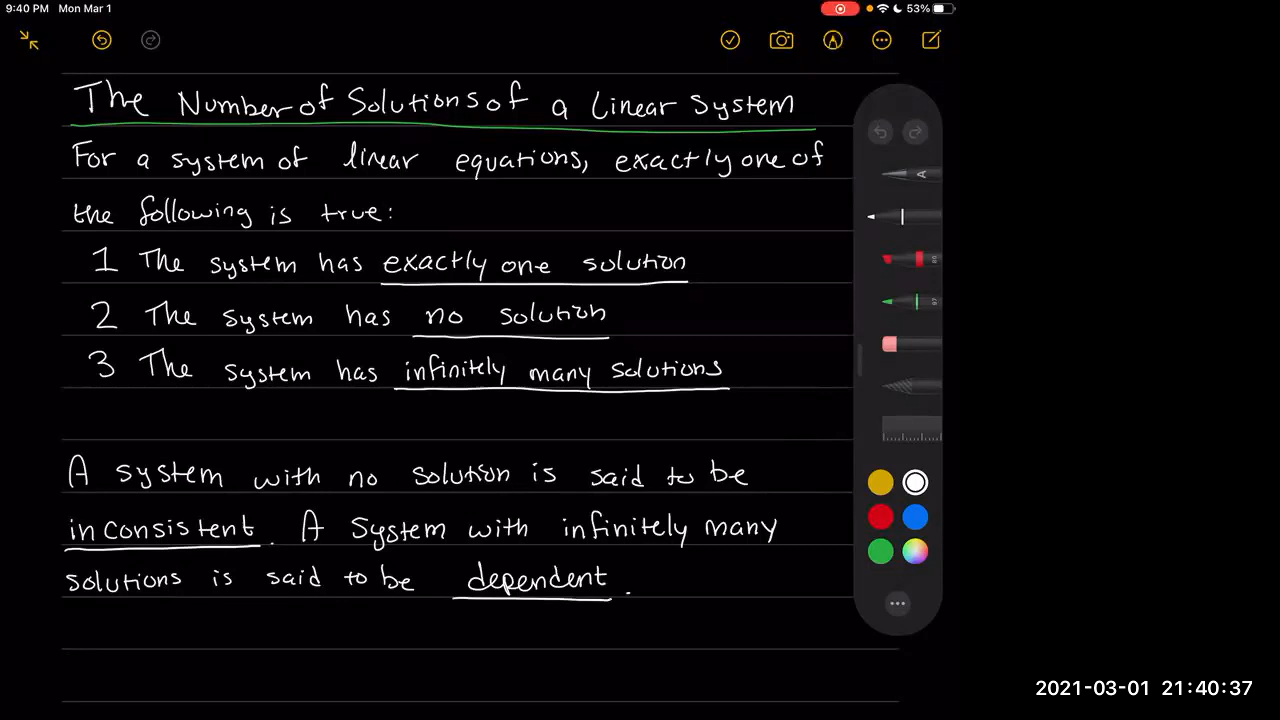 9:40 PM Mon Mar 1
53%
The Number of Solutions of a Linear System
For a system of linear equations, exactly one of
the following is true:
1 The system has exactly one solution
2 The system has no solution
3 The system has infinitely many solutions
A system with no solution is said to be
inconsistent. A system with infinitely many
solutions is said to be dependent.
2021-03-01 21:40:37